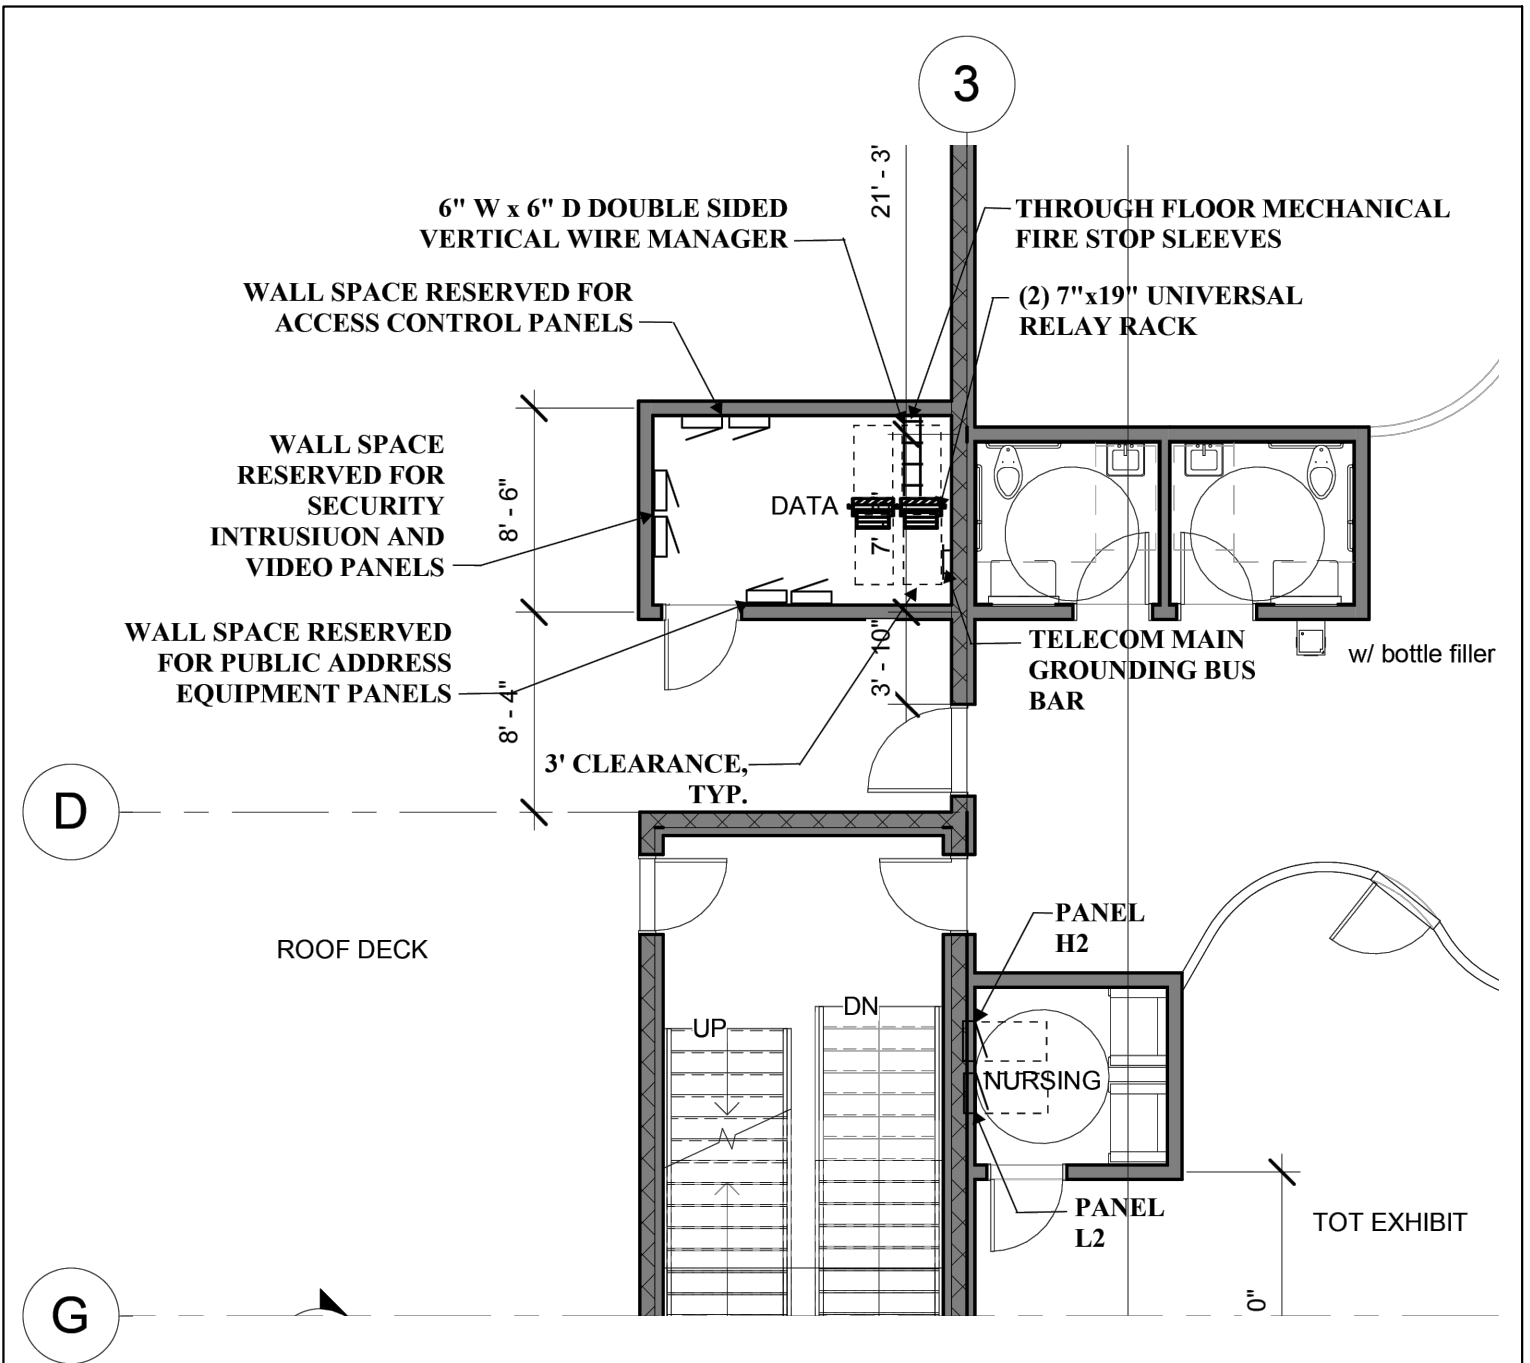 3
21' - 3"
6" W x 6" D DOUBLE SIDED
VERTICAL WIRE MANAGER
THROUGH FLOOR MECHANICAL
FIRE STOP SLEEVES
WALL SPACE RESERVED FOR
ACCESS CONTROL PANELS
(2) 7"x19" UNIVERSAL
RELAY RACK
WALL SPACE
RESERVED FOR
SECURITY
INTRUSIUON AND
VIDEO PANELS
8' - 6"
DATA
7'
WALL SPACE RESERVED
FOR PUBLIC ADDRESS
EQUIPMENT PANELS
8' - 4"
3' - 10"
TELECOM MAIN
GROUNDING BUS
BAR
w/ bottle filler
3' CLEARANCE,
TYP.
D
ROOF DECK
PANEL
H2
UP
DN
NURSING
PANEL
L2
TOT EXHIBIT
0"
G